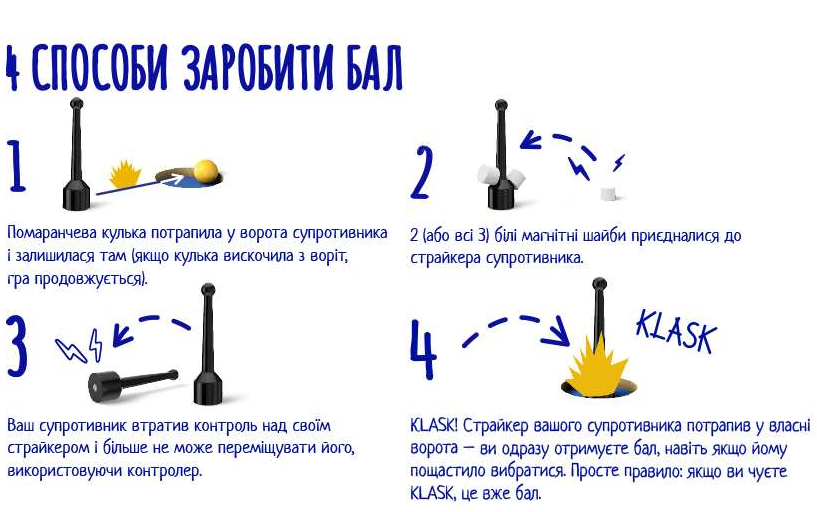 4 СПОСОБИ ЗАРОБИТИ БАЛ
1
Помаранчева кулька потрапила у ворота супротивника
і залишилася там (якщо кулька вискочила з воріт,
гра продовжується).
2
2 (або всі 3) білі магнітні шайби приєдналися до
страйкера супротивника.
3
Ваш супротивник втратив контроль над своїм
страйкером і більше не може переміщувати його,
використовуючи контролер.
4
KLASK
KLASK! Страйкер вашого супротивника потрапив у власні
ворота – ви одразу отримуєте бал, навіть якщо йому
пощастило вибратися. Просте правило: якщо ви чуєте
KLASK, це вже бал.